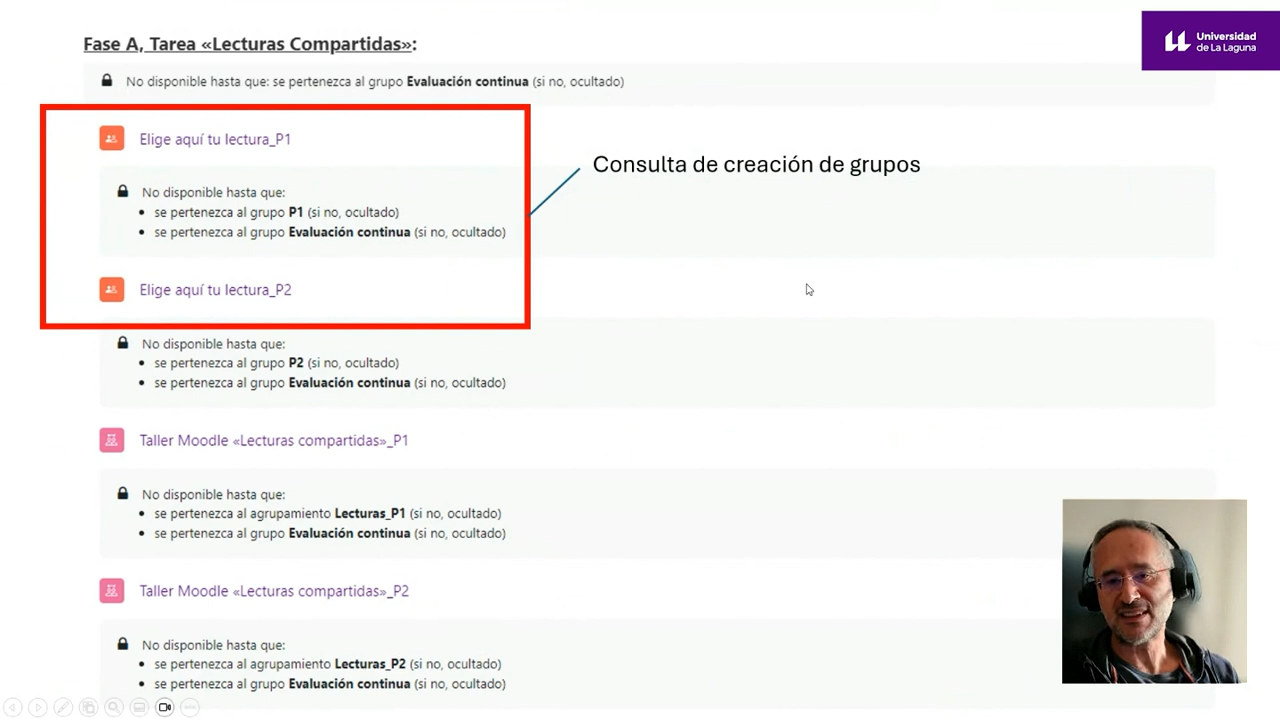 Fase A, Tarea «Lecturas Compartidas»:
Universidad
de La Laguna
No disponible hasta que: se pertenezca al grupo Evaluación continua (si no, ocultado)
Elige aquí tu lectura_P1
Consulta de creación de grupos
No disponible hasta que:
• se pertenezca al grupo P1 (si no, ocultado)
• se pertenezca al grupo Evaluación continua (si no, ocultado)
Elige aquí tu lectura_P2
No disponible hasta que:
• se pertenezca al grupo P2 (si no, ocultado)
• se pertenezca al grupo Evaluación continua (si no, ocultado)
Taller Moodle «Lecturas compartidas»_P1
No disponible hasta que:
• se pertenezca al agrupamiento Lecturas_P1 (si no, ocultado)
• se pertenezca al grupo Evaluación continua (si no, ocultado)
Taller Moodle «Lecturas compartidas»_P2
No disponible hasta que:
• se pertenezca al agrupamiento Lecturas_P2 (si no, ocultado)
• se pertenezca al grupo Evaluación continua (si no, ocultado)